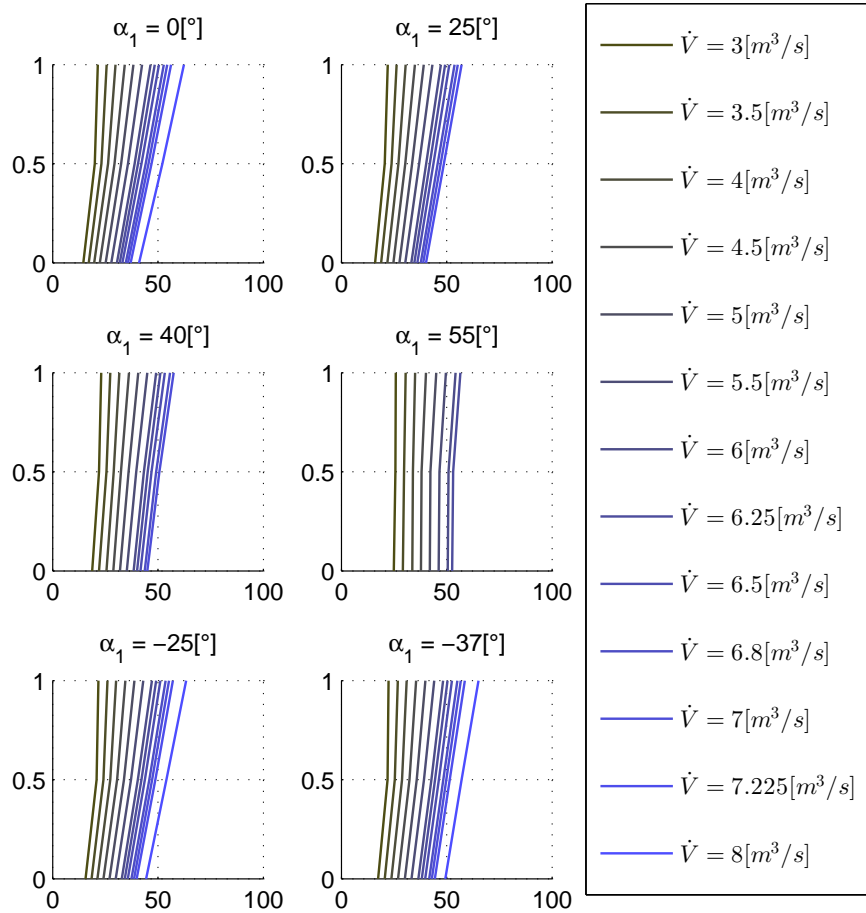 α1 = 0[°]
1
0.5
0
0 50 100
α1 = 25[°]
1
0.5
0
0 50 100
α1 = 40[°]
1
0.5
0
0 50 100
α1 = 55[°]
1
0.5
0
0 50 100
α1 = −25[°]
1
0.5
0
0 50 100
α1 = −37[°]
1
0.5
0
0 50 100
V̇ = 3[m³/s]
V̇ = 3.5[m³/s]
V̇ = 4[m³/s]
V̇ = 4.5[m³/s]
V̇ = 5[m³/s]
V̇ = 5.5[m³/s]
V̇ = 6[m³/s]
V̇ = 6.25[m³/s]
V̇ = 6.5[m³/s]
V̇ = 6.8[m³/s]
V̇ = 7[m³/s]
V̇ = 7.225[m³/s]
V̇ = 8[m³/s]